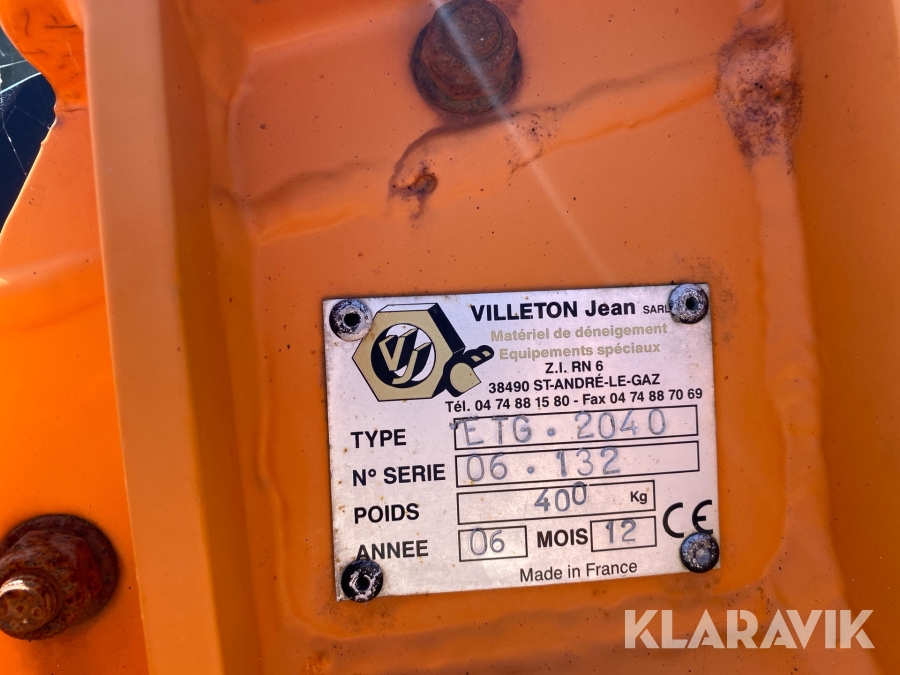 VILLETON Jean SARL
Matériel de déneigement
Equipements spéciaux
Z.I. RN 6
38490 ST-ANDRÉ-LE-GAZ
Tél. 04 74 88 15 80 - Fax 04 74 88 70 69
VJ
TYPE ETG. 2040
N° SERIE 06.132
POIDS 400 Kg
ANNEE 06 MOIS 12 CE
Made in France
KLARAVIK